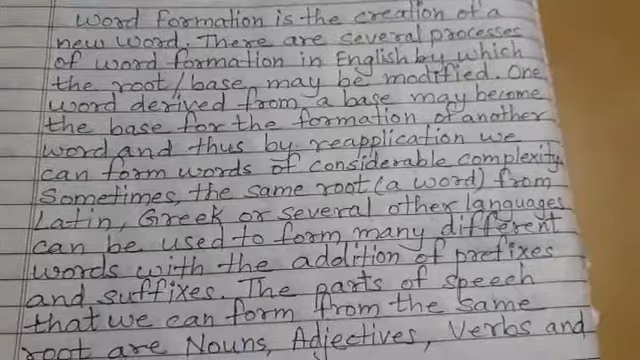 Word formation is the creation of a
new word. There are several processes
of word formation in English by which
the root/base may be modified. One
word derived from a base may become
the base for the formation of another
word and thus by reapplication we
can form words of considerable complexity.
Sometimes, the same root (a word) from
Latin, Greek or several other languages
can be used to form many different
words with the addition of prefixes
and suffixes. The parts of speech
that we can form from the same
root are Nouns, Adjectives, Verbs and